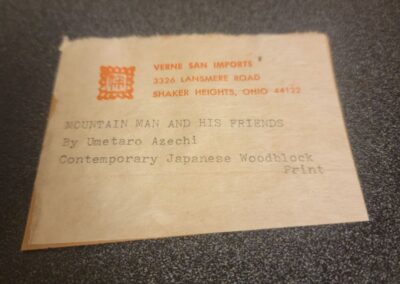 VERNE SAN IMPORTS
3326 LANSMERE ROAD
SHAKER HEIGHTS, OHIO 44122
MOUNTAIN MAN AND HIS FRIENDS
By Umetaro Azechi
Contemporary Japanese Woodblock
Print